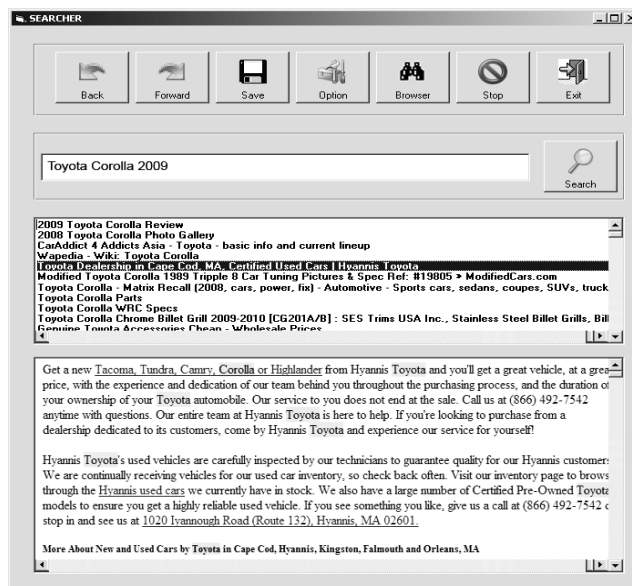 SEARCHER
Back Forward Save Option Browser Stop Exit
Toyota Corolla 2009
Search
2009 Toyota Corolla Review
2008 Toyota Corolla Photo Gallery
CarAddict 4 Addicts Asia - Toyota - basic info and current lineup
Wapedia - Wiki: Toyota Corolla
Toyota Dealership in Cape Cod, MA, Certified Used Cars | Hyannis Toyota
Modified Toyota Corolla 1989 Tripple 8 Car Tuning Pictures & Spec Ref: #19805 » ModifiedCars.com
Toyota Corolla - Matrix Recall (2008, cars, power, fix) - Automotive - Sports cars, sedans, coupes, SUVs, truck
Toyota Corolla Parts
Toyota Corolla WRC Specs
Toyota Corolla Chrome Billet Grill 2009-2010 [CG201A/B] : SES Trims USA Inc., Stainless Steel Billet Grills, Bill
Genuine Toyota Accessories Cheap - Wholesale Prices
Get a new Tacoma, Tundra, Camry, Corolla or Highlander from Hyannis Toyota and you'll get a great vehicle, at a grea
price, with the experience and dedication of our team behind you throughout the purchasing process, and the duration of
your ownership of your Toyota automobile. Our service to you does not end at the sale. Call us at (866) 492-7542
anytime with questions. Our entire team at Hyannis Toyota is here to help. If you're looking to purchase from a
dealership dedicated to its customers, come by Hyannis Toyota and experience our service for yourself!
Hyannis Toyota's used vehicles are carefully inspected by our technicians to guarantee quality for our Hyannis customers
We are continually receiving vehicles for our used car inventory, so check back often. Visit our inventory page to brows
through the Hyannis used cars we currently have in stock. We also have a large number of Certified Pre-Owned Toyota
models to ensure you get a highly reliable used vehicle. If you see something you like, give us a call at (866) 492-7542 o
stop in and see us at 1020 Iyannough Road (Route 132), Hyannis, MA 02601.
More About New and Used Cars by Toyota in Cape Cod, Hyannis, Kingston, Falmouth and Orleans, MA